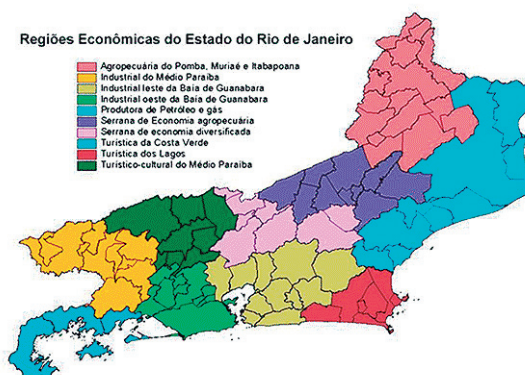 Regiões Econômicas do Estado do Rio de Janeiro
Agropecuária do Pomba, Muriaé e Itabapoana
Industrial do Médio Paraíba
Industrial leste da Baía de Guanabara
Industrial oeste da Baía de Guanabara
Produtora de Petróleo e gás
Serrana de Economia agropecuária
Serrana de economia diversificada
Turística da Costa Verde
Turística dos Lagos
Turístico-cultural do Médio Paraíba